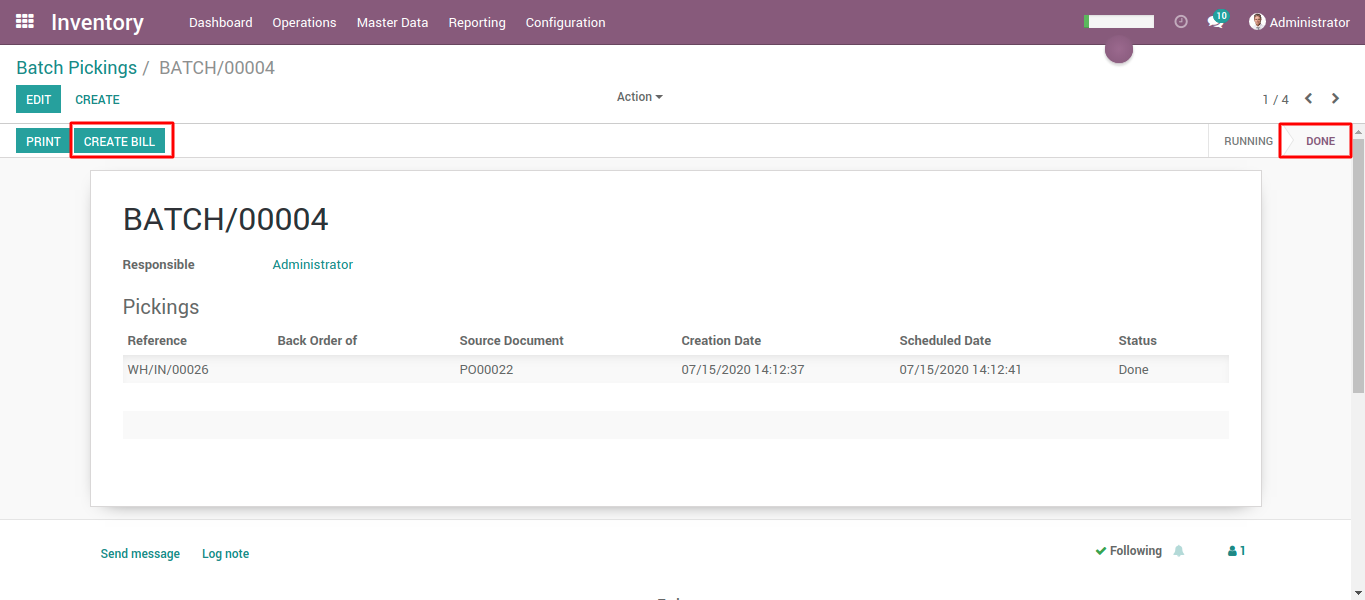 Inventory Dashboard Operations Master Data Reporting Configuration 10 Administrator
Batch Pickings / BATCH/00004
EDIT CREATE Action 1 / 4
PRINT CREATE BILL RUNNING DONE
BATCH/00004
Responsible Administrator
Pickings
Reference Back Order of Source Document Creation Date Scheduled Date Status
WH/IN/00026 PO00022 07/15/2020 14:12:37 07/15/2020 14:12:41 Done
Send message Log note Following 1